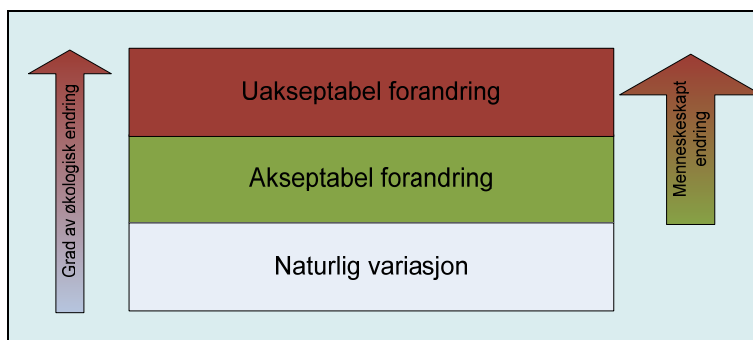 Grad av økologisk endring
Uakseptabel forandring
Akseptabel forandring
Naturlig variasjon
Menneskeskapt
endring